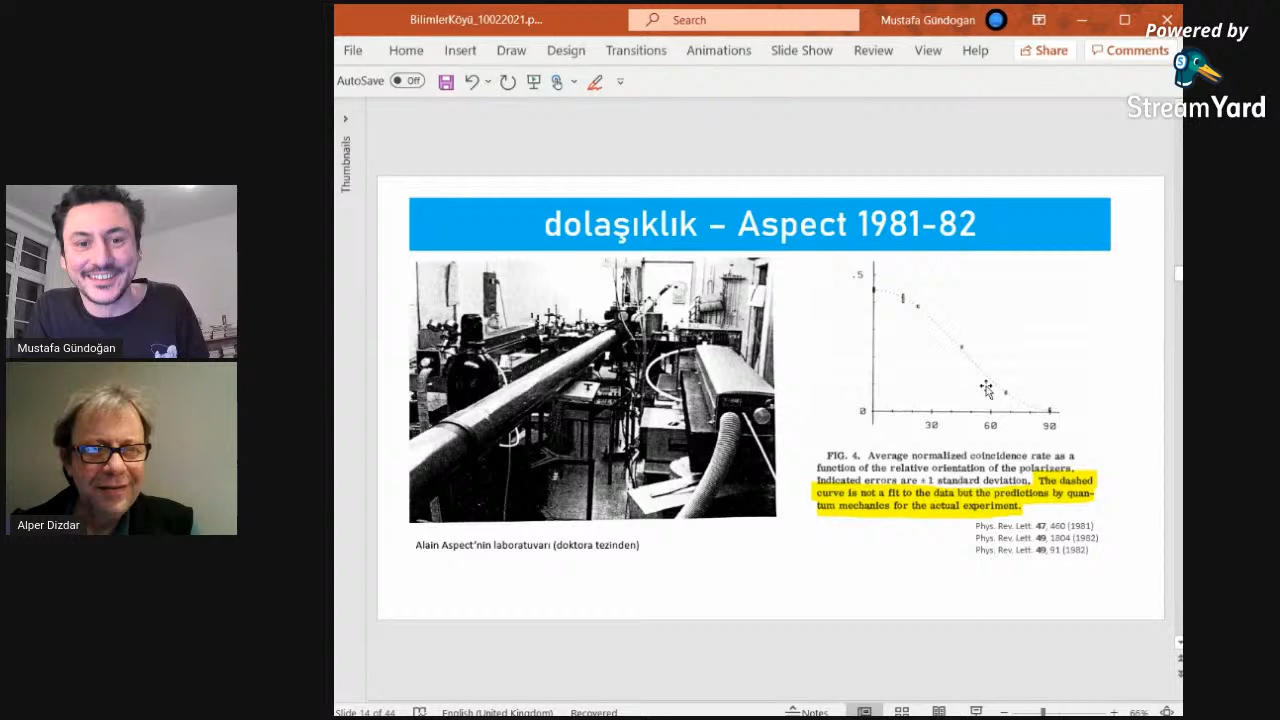 BilimlerKöyü_10022021.p...
Search
Mustafa Gündogan
Powered by
StreamYard
File Home Insert Draw Design Transitions Animations Slide Show Review View Help Share Comments
AutoSave Off
Thumbnails
dolaşıklık – Aspect 1981-82
.5
0
30 60 90
FIG. 4. Average normalized coincidence rate as a
function of the relative orientation of the polarizers.
Indicated errors are ±1 standard deviation. The dashed
curve is not a fit to the data but the predictions by quan-
tum mechanics for the actual experiment.
Phys. Rev. Lett. 47, 460 (1981)
Phys. Rev. Lett. 49, 1804 (1982)
Phys. Rev. Lett. 49, 91 (1982)
Alain Aspect'nin laboratuvarı (doktora tezinden)
Mustafa Gündoğan
Alper Dizdar
Slide 14 of 44 English (United Kingdom) Recovered Notes 66%